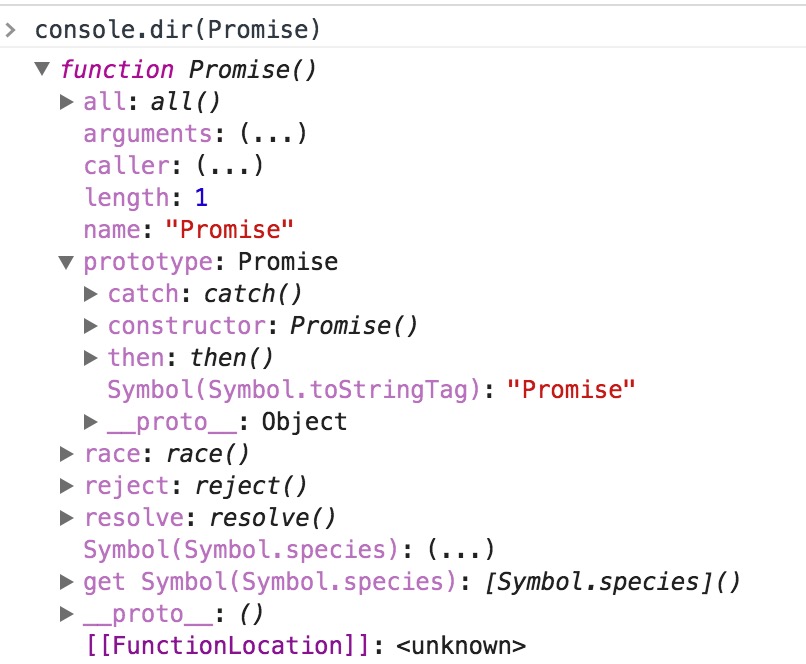 > console.dir(Promise)
▼ function Promise()
▶ all: all()
arguments: (...)
caller: (...)
length: 1
name: "Promise"
▼ prototype: Promise
▶ catch: catch()
▶ constructor: Promise()
▶ then: then()
Symbol(Symbol.toStringTag): "Promise"
▶ __proto__: Object
▶ race: race()
▶ reject: reject()
▶ resolve: resolve()
Symbol(Symbol.species): (...)
▶ get Symbol(Symbol.species): [Symbol.species]()
▶ __proto__: ()
[[FunctionLocation]]: <unknown>